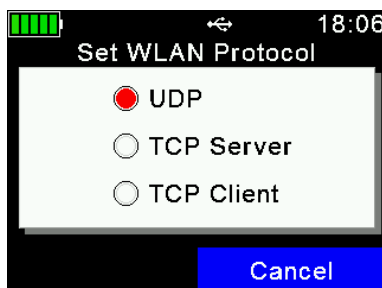 18:06
Set WLAN Protocol
UDP
TCP Server
TCP Client
Cancel